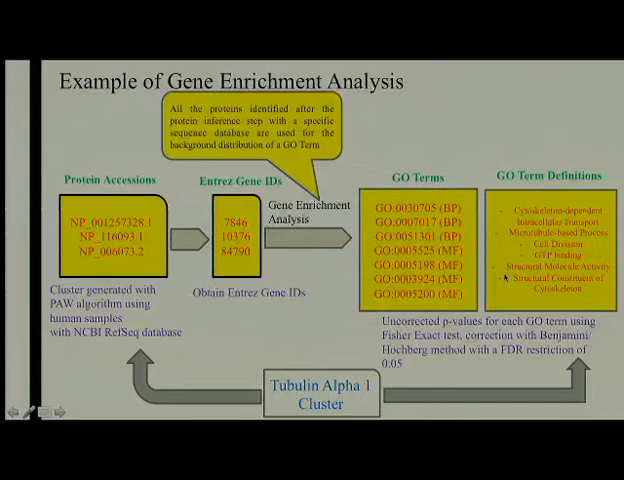 Example of Gene Enrichment Analysis
All the proteins identified after the
protein inference step with a specific
sequence database are used for the
background distribution of a GO Term
Protein Accessions
NP_001257328.1
NP_116093.1
NP_006073.2
Cluster generated with
PAW algorithm using
human samples
with NCBI RefSeq database
Entrez Gene IDs
7846
10376
84790
Obtain Entrez Gene IDs
Gene Enrichment
Analysis
GO Terms
GO:0030705 (BP)
GO:0007017 (BP)
GO:0051301 (BP)
GO:0005525 (MF)
GO:0005198 (MF)
GO:0003924 (MF)
GO:0005200 (MF)
GO Term Definitions
- Cytoskeleton-dependent
Intracellular Transport
- Microtubule-based Process
- Cell Division
- GTP binding
- Structural Molecule Activity
- Structural Constituent of
Cytoskeleton
Uncorrected p-values for each GO term using
Fisher Exact test, correction with Benjamini/
Hochberg method with a FDR restriction of
0.05
Tubulin Alpha 1
Cluster